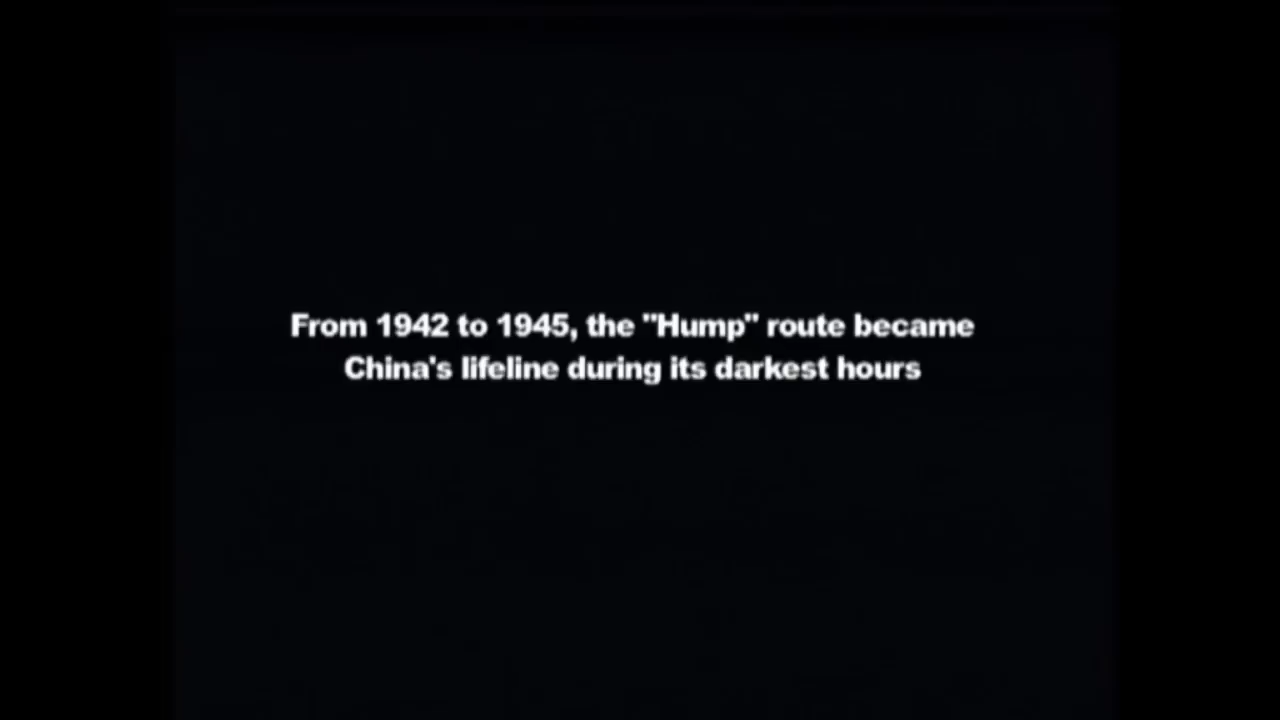 From 1942 to 1945, the "Hump" route became
China's lifeline during its darkest hours